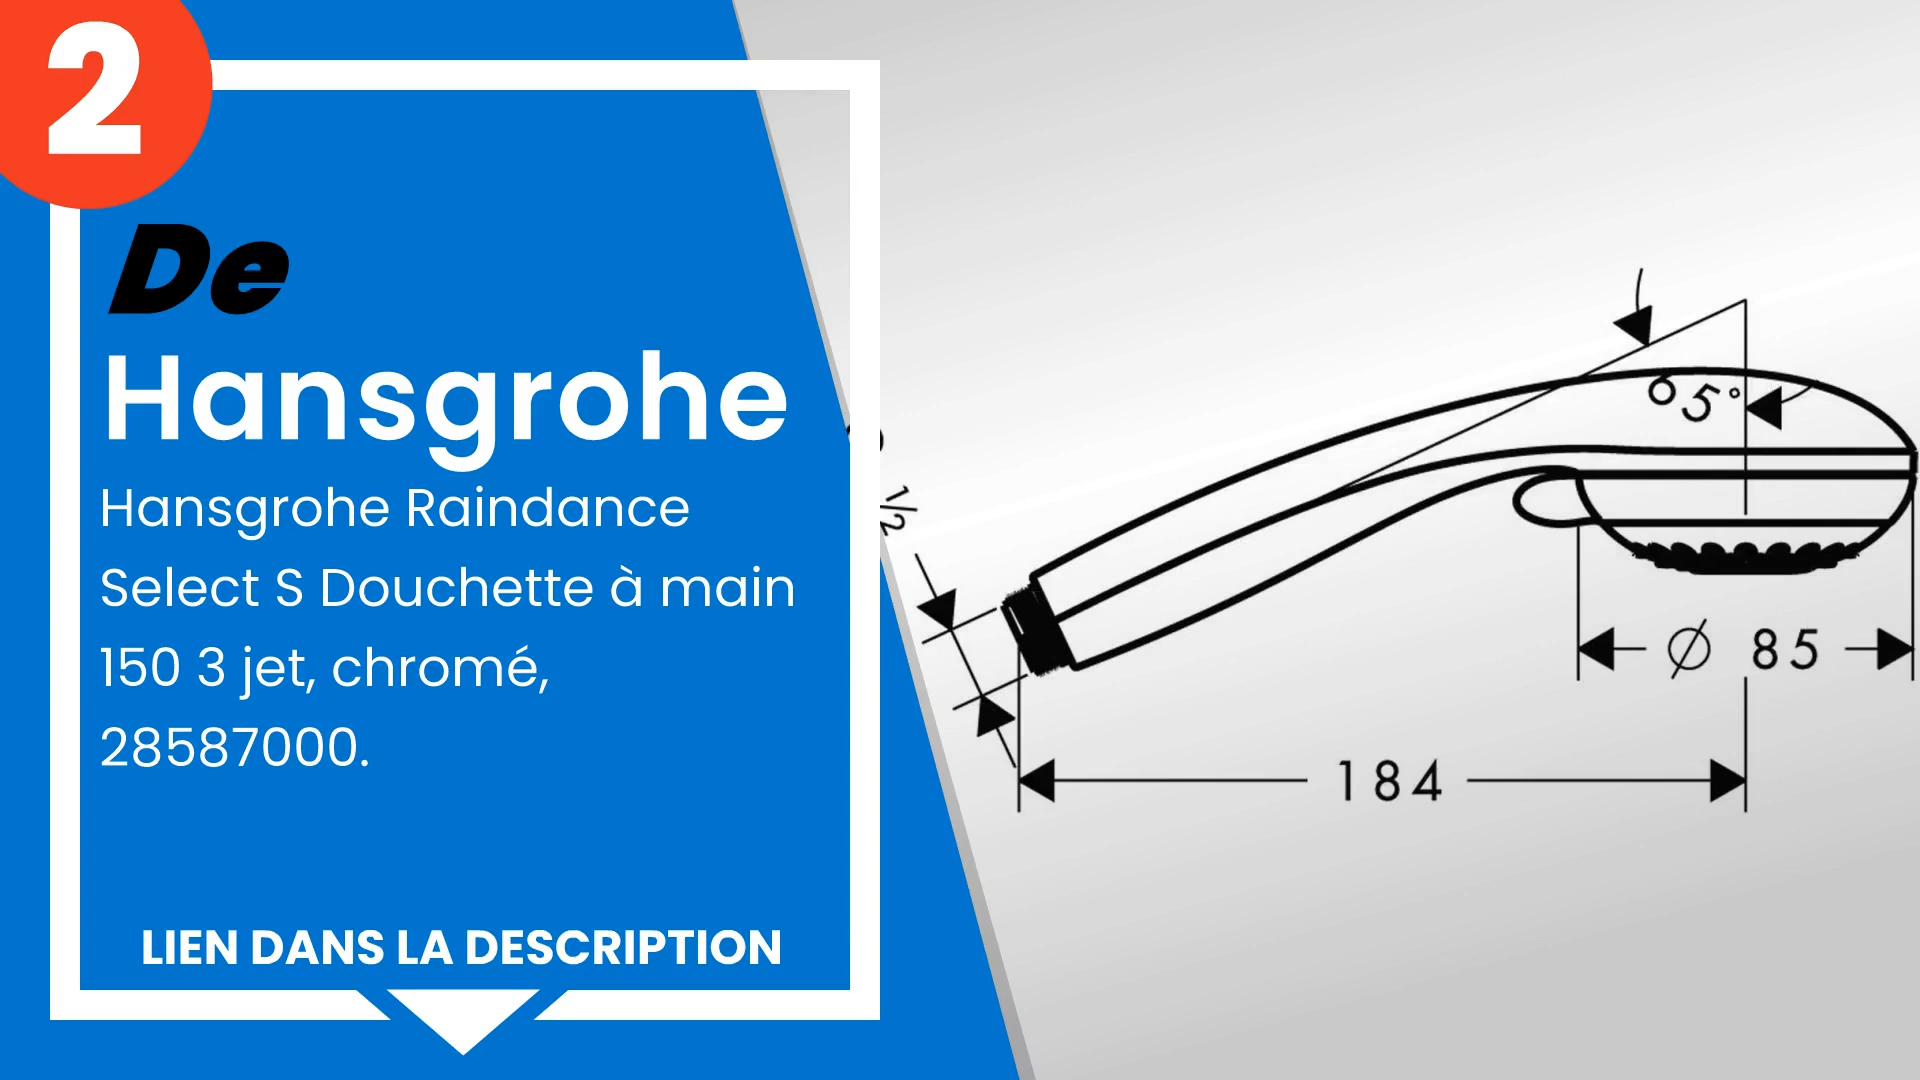 2
De
Hansgrohe
Hansgrohe Raindance
Select S Douchette à main
150 3 jet, chromé,
28587000.
LIEN DANS LA DESCRIPTION
65°
½
Ø 85
184